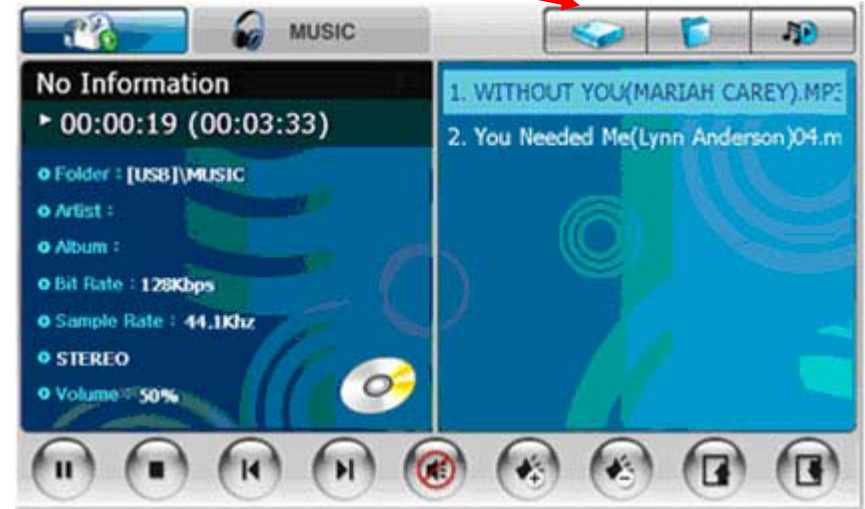 MUSIC
No Information
00:00:19 (00:03:33)
Folder : [USB]\MUSIC
Artist :
Album :
Bit Rate : 128Kbps
Sample Rate : 44.1Khz
STEREO
Volume : 50%
1. WITHOUT YOU(MARIAH CAREY).MP3
2. You Needed Me(Lynn Anderson)04.m